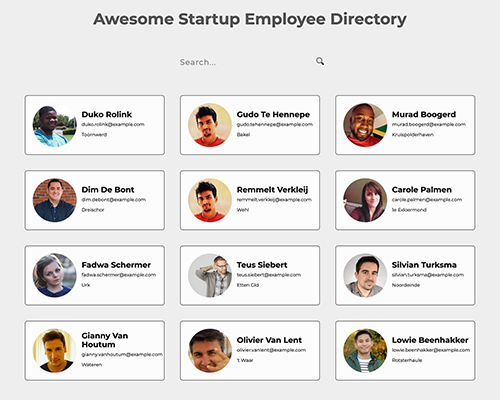 Awesome Startup Employee Directory
Search...
Duko Rolink
duko.rolink@example.com
Toornwerd
Gudo Te Hennepe
gudo.tehennepe@example.com
Bakel
Murad Boogerd
murad.boogerd@example.com
Kruispolderhaven
Dim De Bont
dim.debont@example.com
Dreischor
Remmelt Verkleij
remmelt.verkleij@example.com
Wehl
Carole Palmen
carole.palmen@example.com
1e Exloermond
Fadwa Schermer
fadwa.schermer@example.com
Urk
Teus Siebert
teus.siebert@example.com
Etten Gld
Silvian Turksma
silvian.turksma@example.com
Noordeinde
Gianny Van
Houtum
gianny.vanhoutum@example.com
Wateren
Olivier Van Lent
olivier.vanlent@example.com
't Waar
Lowie Beenhakker
lowie.beenhakker@example.com
Rotsterhaule